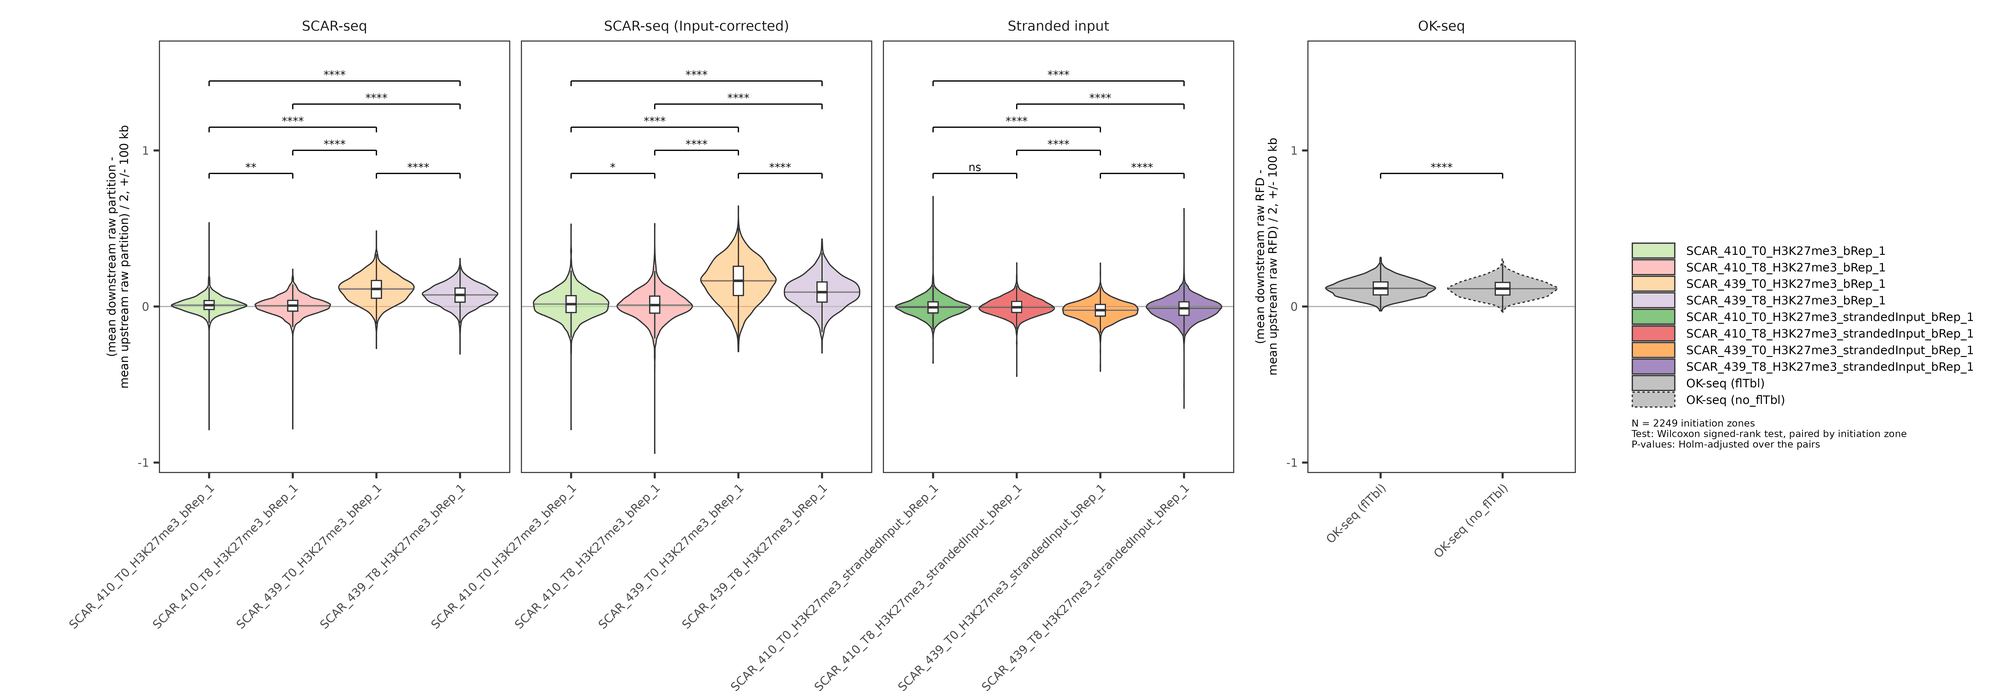 SCAR-seq
SCAR-seq (Input-corrected)
Stranded input
OK-seq
(mean downstream raw partition -
mean upstream raw partition) / 2, +/- 100 kb
1
0
-1
****
****
****
****
**
****
****
****
****
****
*
****
****
****
****
****
ns
****
(mean downstream raw RFD -
mean upstream raw RFD) / 2, +/- 100 kb
1
0
-1
****
SCAR_410_T0_H3K27me3_bRep_1
SCAR_410_T8_H3K27me3_bRep_1
SCAR_439_T0_H3K27me3_bRep_1
SCAR_439_T8_H3K27me3_bRep_1
SCAR_410_T0_H3K27me3_bRep_1
SCAR_410_T8_H3K27me3_bRep_1
SCAR_439_T0_H3K27me3_bRep_1
SCAR_439_T8_H3K27me3_bRep_1
SCAR_410_T0_H3K27me3_strandedInput_bRep_1
SCAR_410_T8_H3K27me3_strandedInput_bRep_1
SCAR_439_T0_H3K27me3_strandedInput_bRep_1
SCAR_439_T8_H3K27me3_strandedInput_bRep_1
OK-seq (flTbl)
OK-seq (no_flTbl)
SCAR_410_T0_H3K27me3_bRep_1
SCAR_410_T8_H3K27me3_bRep_1
SCAR_439_T0_H3K27me3_bRep_1
SCAR_439_T8_H3K27me3_bRep_1
SCAR_410_T0_H3K27me3_strandedInput_bRep_1
SCAR_410_T8_H3K27me3_strandedInput_bRep_1
SCAR_439_T0_H3K27me3_strandedInput_bRep_1
SCAR_439_T8_H3K27me3_strandedInput_bRep_1
OK-seq (flTbl)
OK-seq (no_flTbl)
N = 2249 initiation zones
Test: Wilcoxon signed-rank test, paired by initiation zone
P-values: Holm-adjusted over the pairs